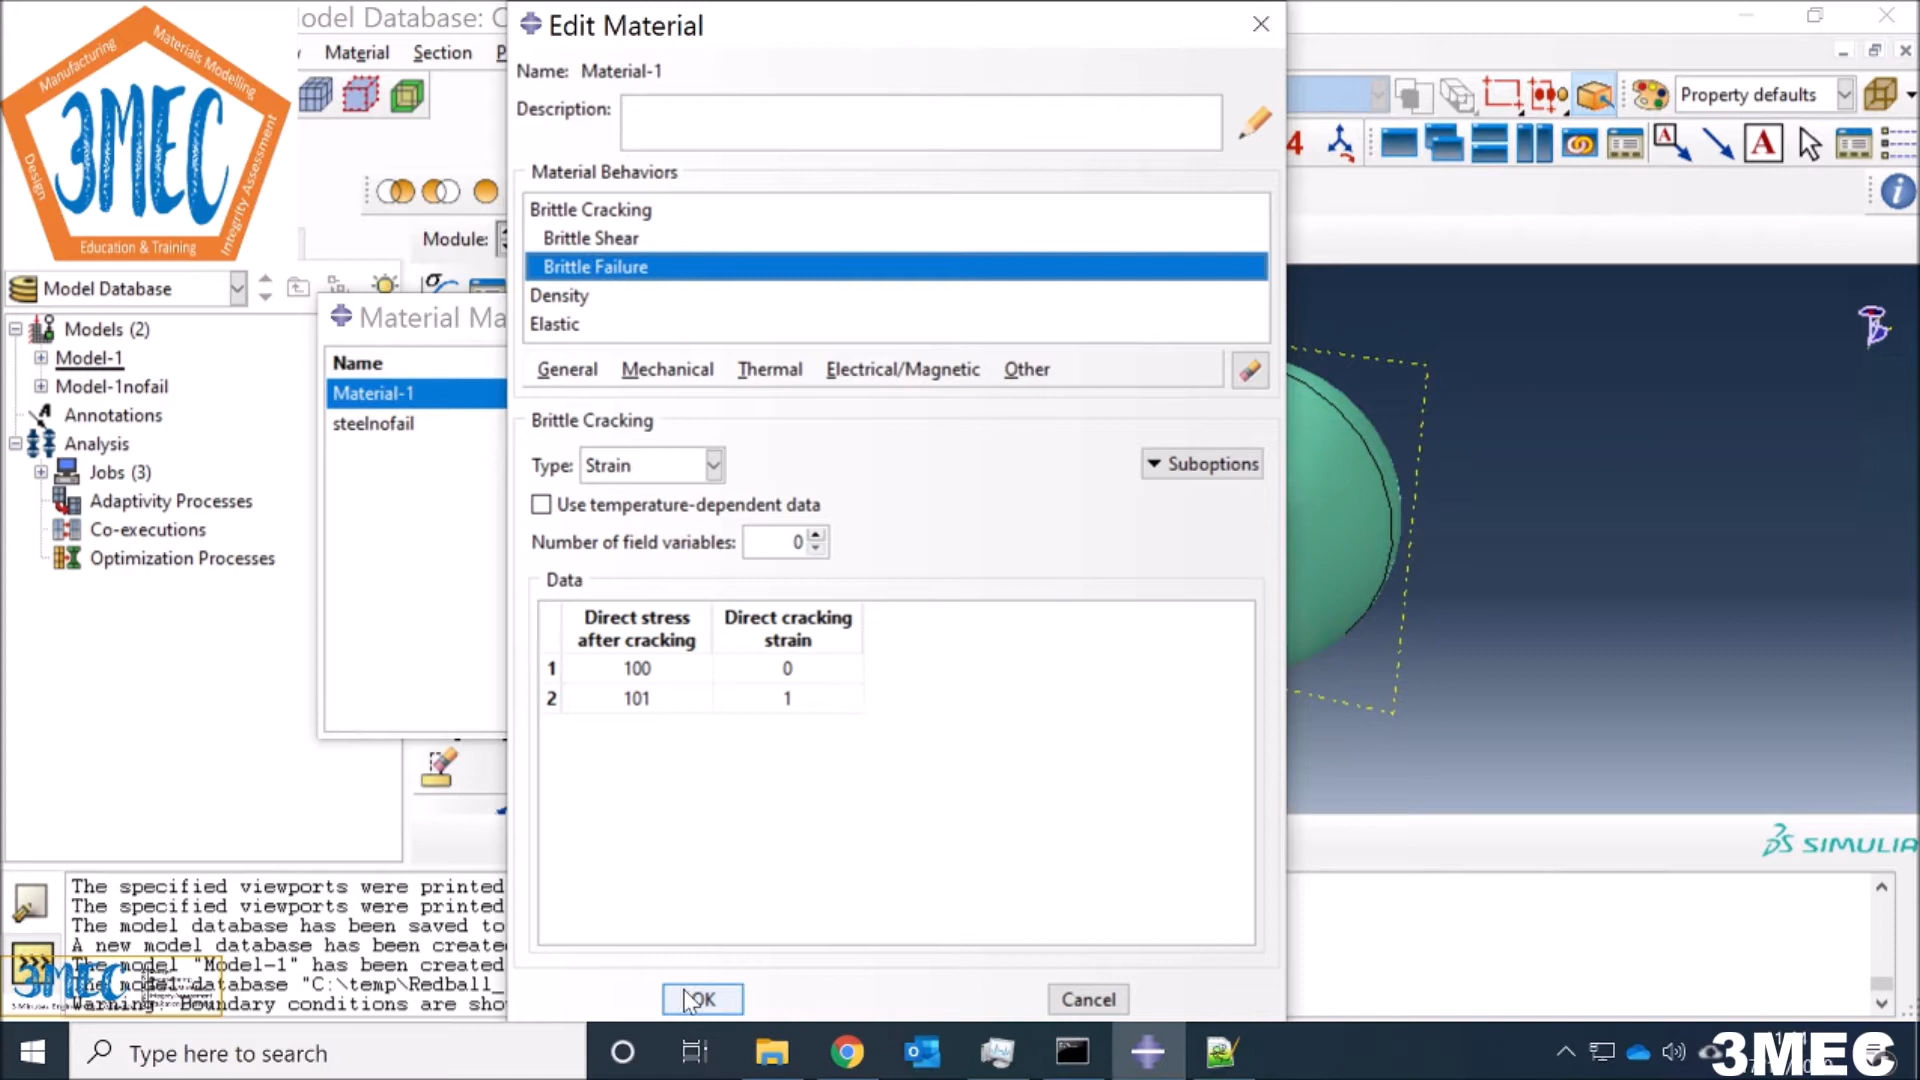 Model Database: C
Edit Material
Manufacturing
Materials Modelling
3MEC
Design
Integrity Assessment
Education & Training
Material Section P
Name: Material-1
Description:
Property defaults
Material Behaviors
Brittle Cracking
Brittle Shear
Brittle Failure
Density
Elastic
Module:
Model Database
Models (2)
Model-1
Model-1nofail
Annotations
Analysis
Jobs (3)
Adaptivity Processes
Co-executions
Optimization Processes
Material Ma
Name
Material-1
steelnofail
General Mechanical Thermal Electrical/Magnetic Other
Brittle Cracking
Type: Strain
Suboptions
Use temperature-dependent data
Number of field variables: 0
Data
Direct stress after cracking Direct cracking strain
1 100 0
2 101 1
SIMULIA
The specified viewports were printed
The specified viewports were printed
The model database has been saved to
A new model database has been create
The model "Model-1" has been created
The model database "C:\temp\Redball_
Warning: Boundary conditions are sho
3MEC
OK
Cancel
Type here to search
3MEC